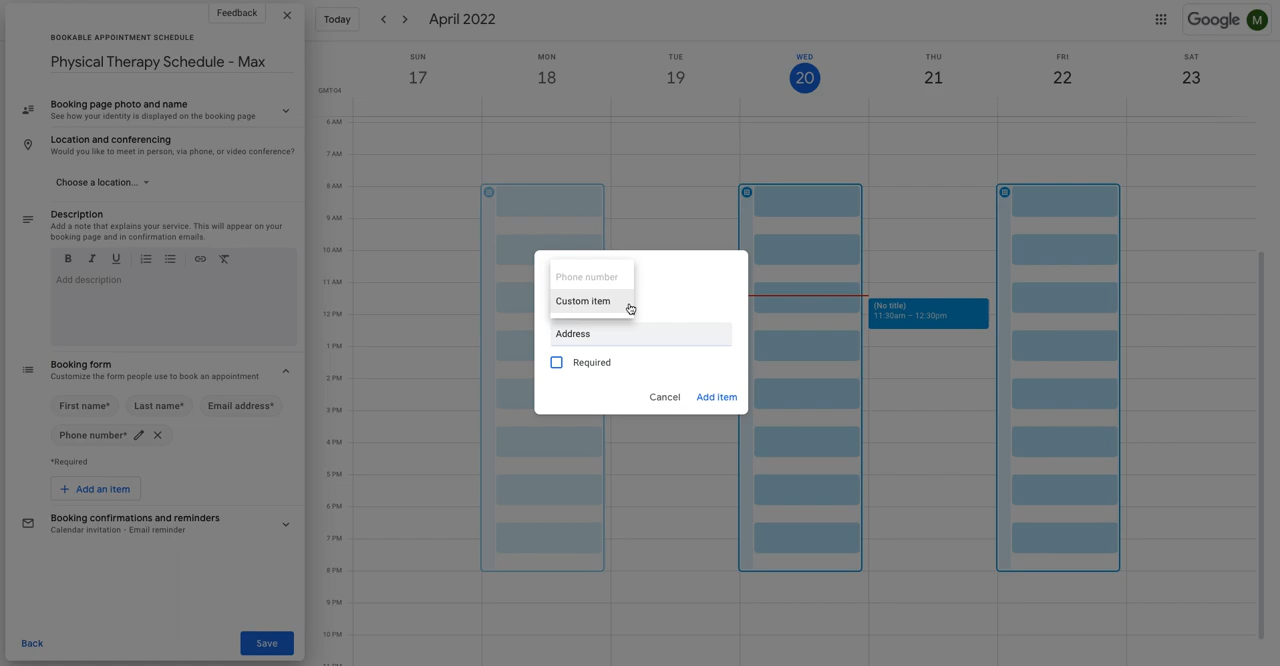 Feedback
BOOKABLE APPOINTMENT SCHEDULE
Physical Therapy Schedule - Max
Booking page photo and name
See how your identity is displayed on the booking page
Location and conferencing
Would you like to meet in person, via phone, or video conference?
Choose a location...
Description
Add a note that explains your service. This will appear on your
booking page and in confirmation emails.
B I U
Add description
Booking form
Customize the form people use to book an appointment
First name* Last name* Email address*
Phone number*
*Required
+ Add an item
Booking confirmations and reminders
Calendar invitation - Email reminder
Back Save
Today April 2022 Google M
SUN MON TUE WED THU FRI SAT
17 18 19 20 21 22 23
GMT-04
6 AM
7 AM
8 AM
9 AM
10 AM
11 AM
12 PM
1 PM
2 PM
3 PM
4 PM
5 PM
6 PM
7 PM
8 PM
9 PM
10 PM
(No title)
11:30am – 12:30pm
Phone number
Custom item
Address
Required
Cancel Add item